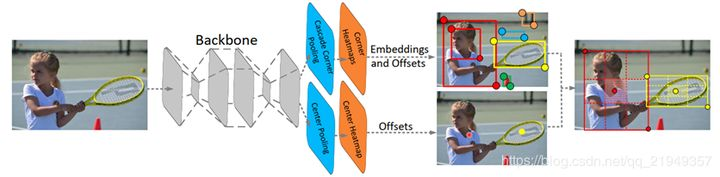 Backbone
Cascade Corner
Pooling
Corner
Heatmaps
Embeddings
and Offsets
Center Pooling
Center Heatmap
Offsets
https://blog.csdn.net/qq_21949357